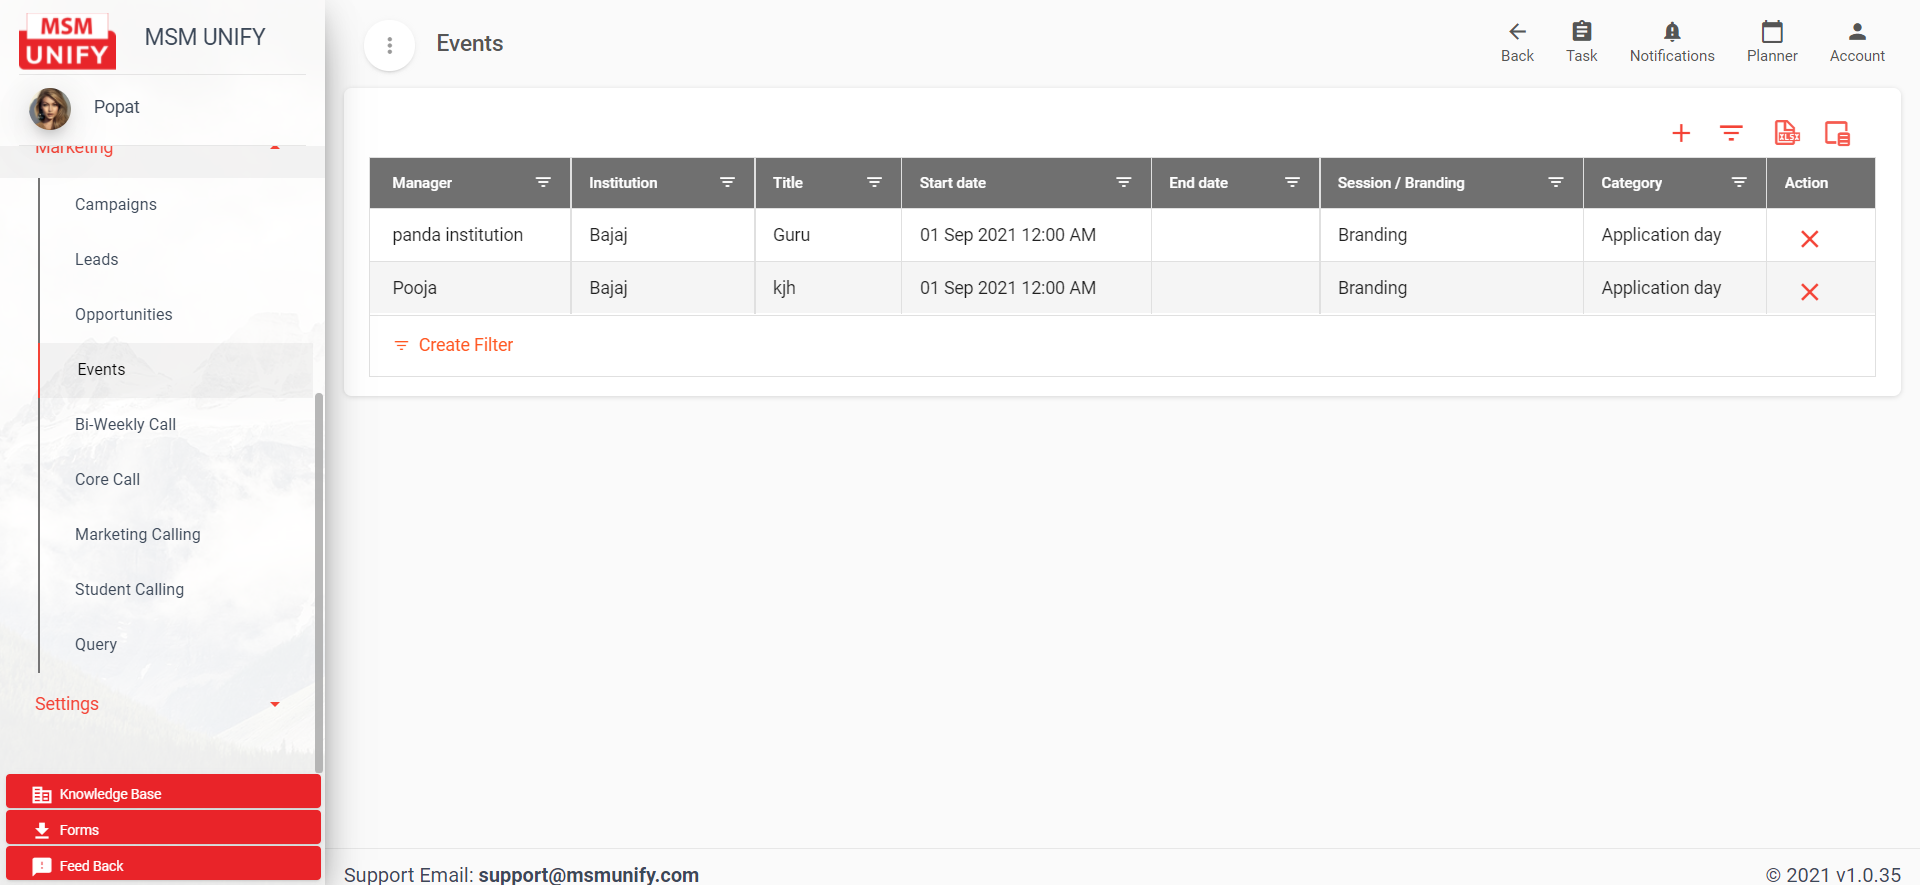 MSM
UNIFY
MSM UNIFY
Popat
Marketing
Campaigns
Leads
Opportunities
Events
Bi-Weekly Call
Core Call
Marketing Calling
Student Calling
Query
Settings
Knowledge Base
Forms
Feed Back
Events
Back Task Notifications Planner Account
XLSX
Manager Institution Title Start date End date Session / Branding Category Action
panda institution Bajaj Guru 01 Sep 2021 12:00 AM Branding Application day
Pooja Bajaj kjh 01 Sep 2021 12:00 AM Branding Application day
Create Filter
Support Email: support@msmunify.com
© 2021 v1.0.35